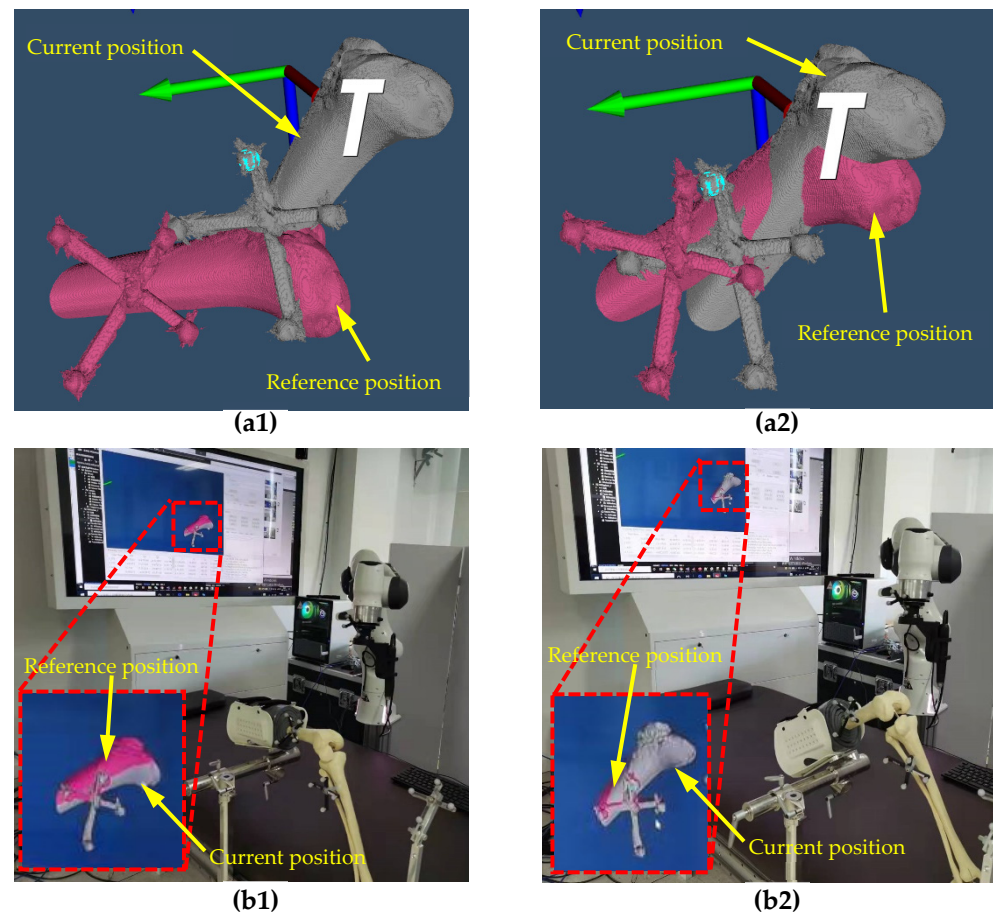 Current position
T
Reference position
(a1)
Current position
T
Reference position
(a2)
Reference position
Current position
(b1)
Reference position
Current position
(b2)